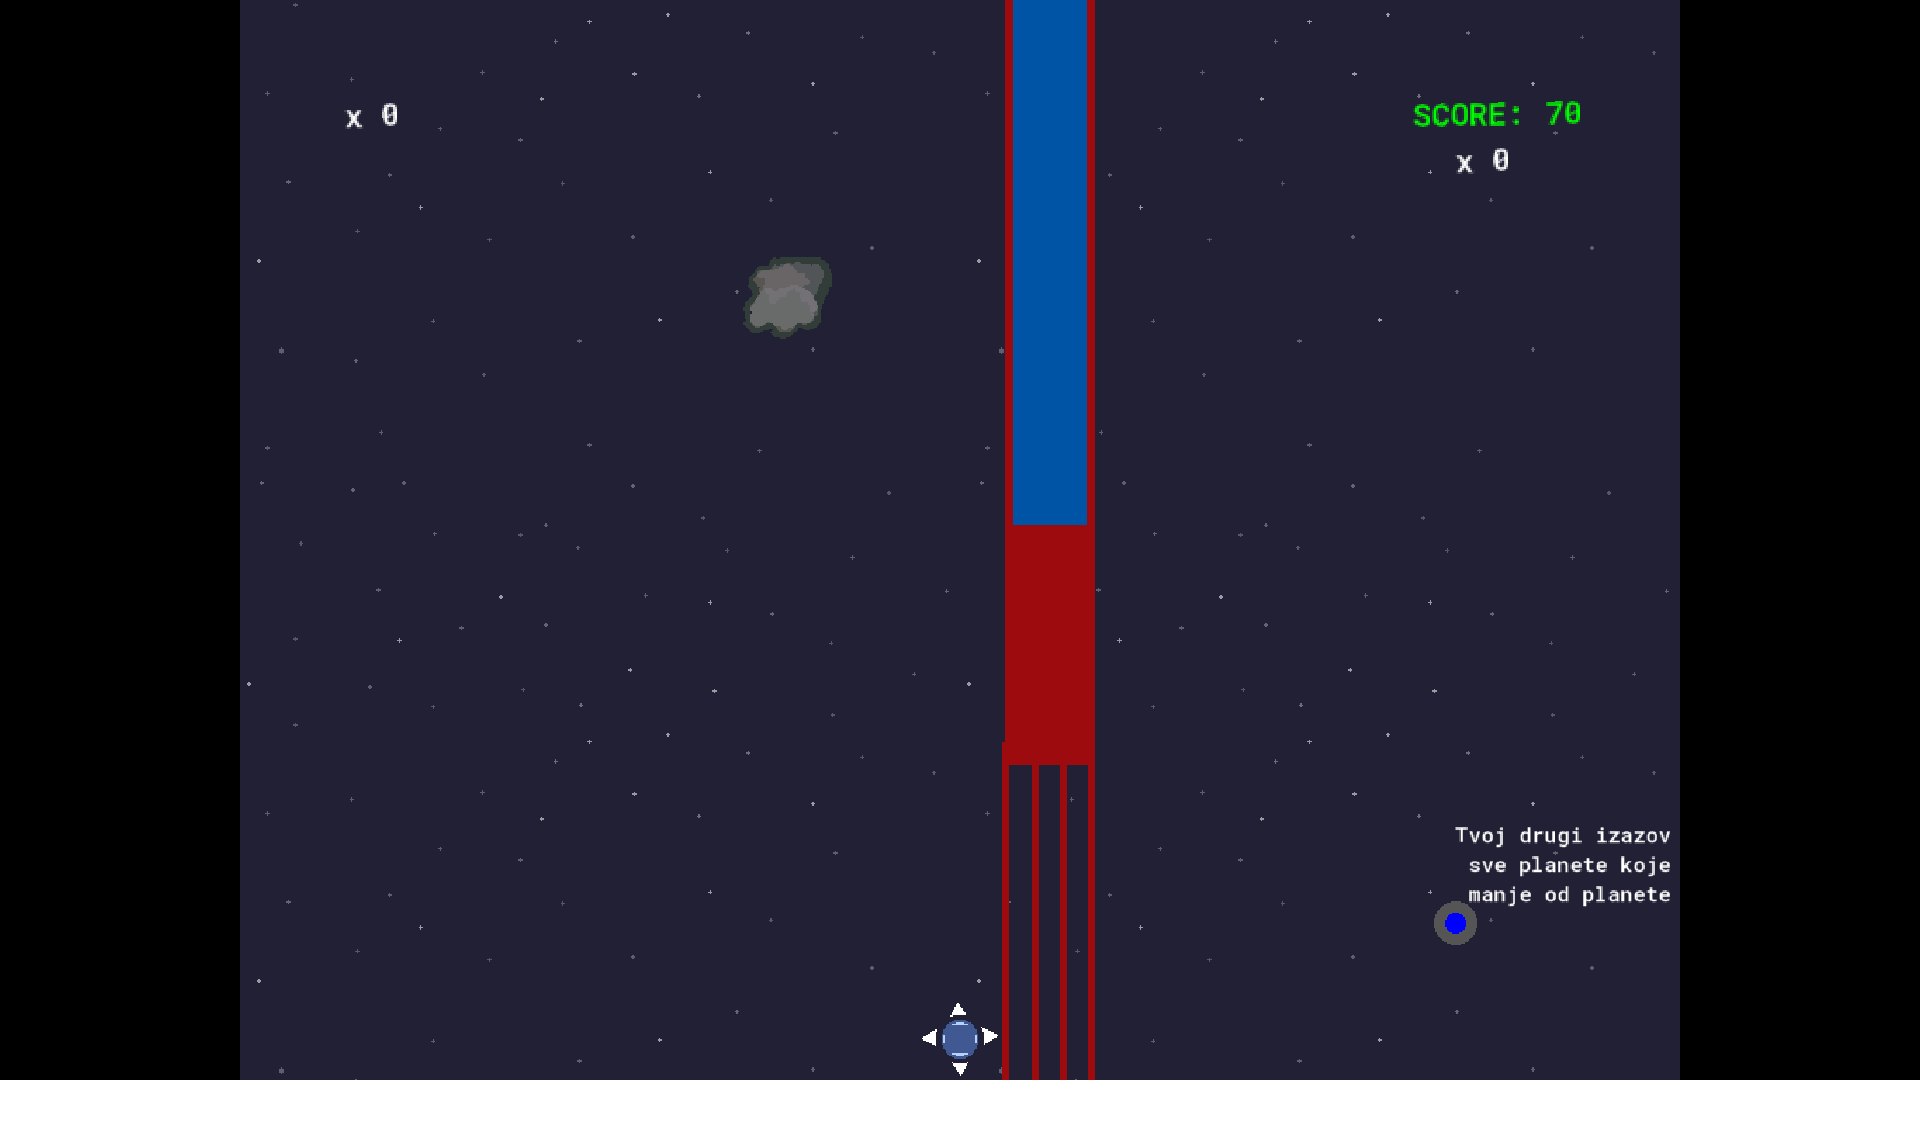 x 0
SCORE: 70
x 0
Tvoj drugi izazov
sve planete koje
manje od planete